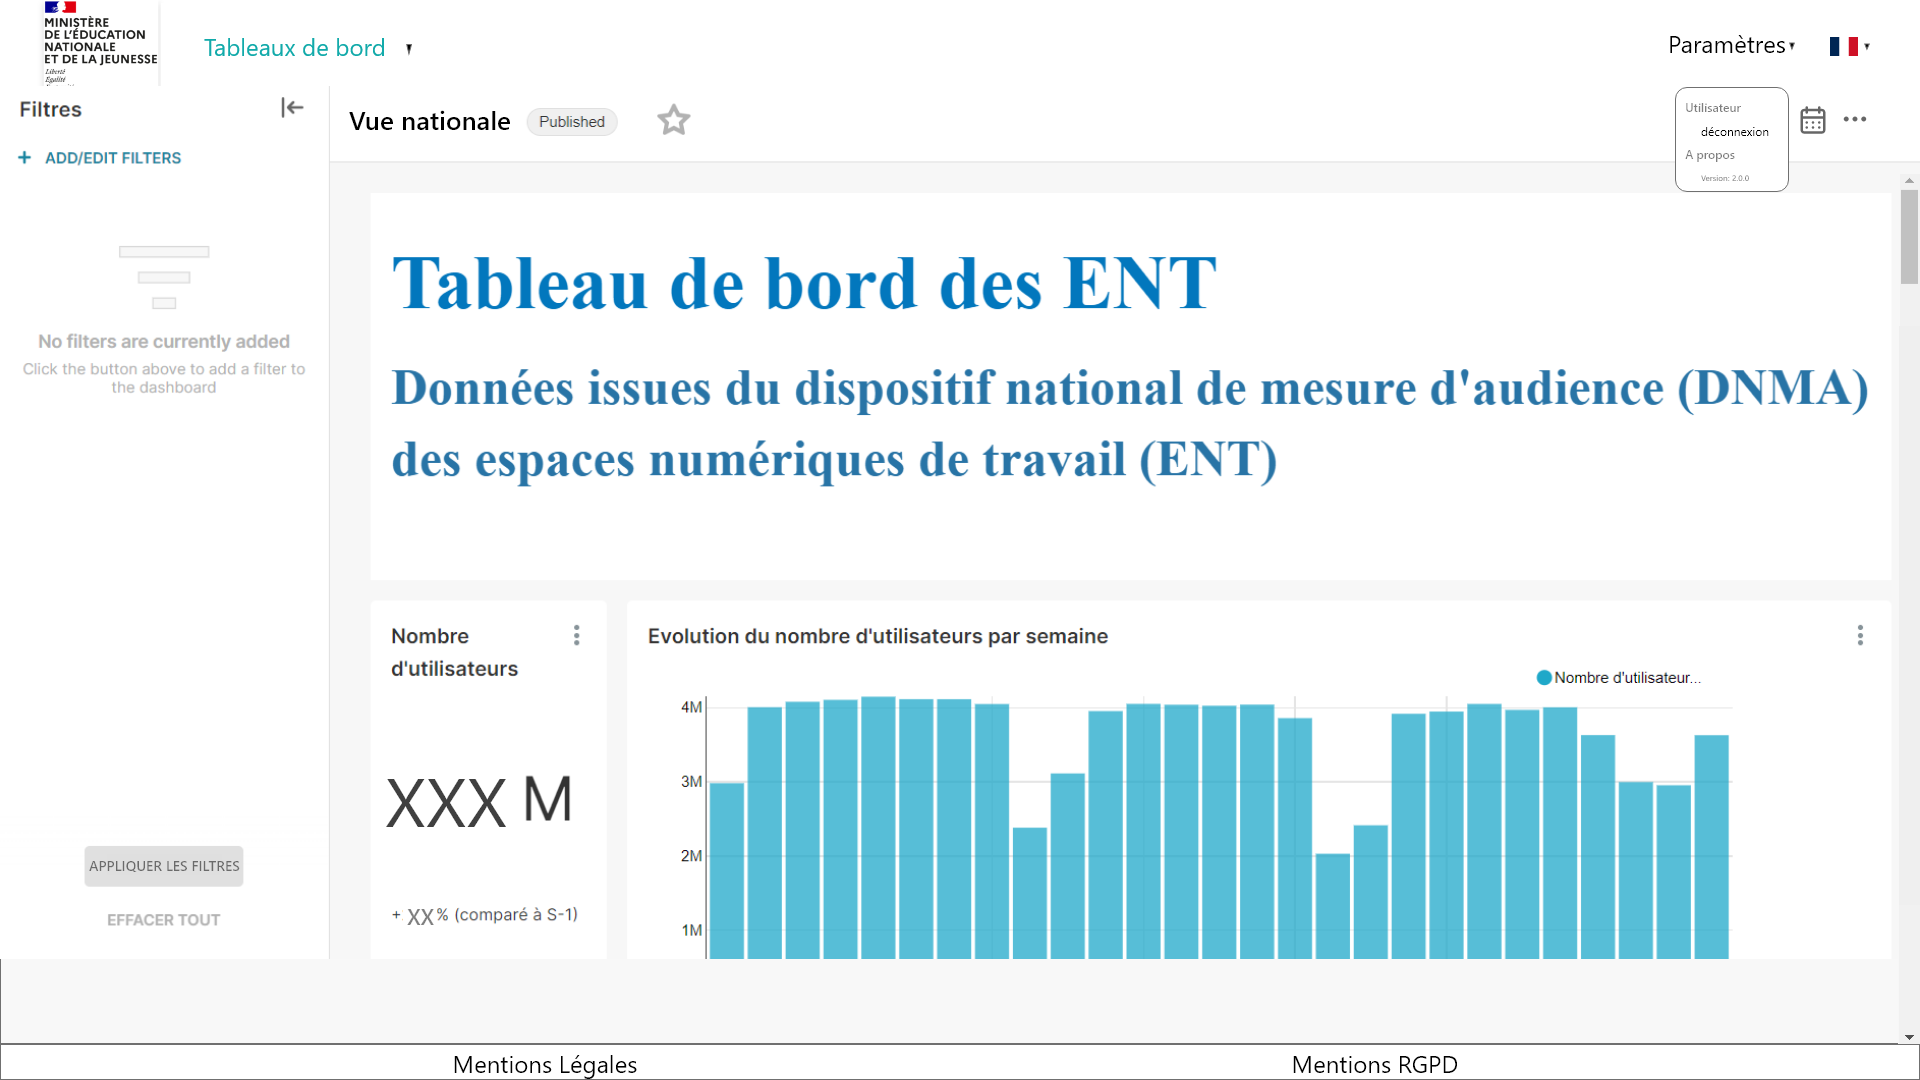 MINISTÈRE
DE L'ÉDUCATION
NATIONALE
ET DE LA JEUNESSE
Liberté
Égalité
Tableaux de bord
Paramètres
Filtres
ADD/EDIT FILTERS
No filters are currently added
Click the button above to add a filter to
the dashboard
APPLIQUER LES FILTRES
EFFACER TOUT
Vue nationale
Published
Utilisateur
déconnexion
A propos
Version: 2.0.0
Tableau de bord des ENT
Données issues du dispositif national de mesure d'audience (DNMA)
des espaces numériques de travail (ENT)
Nombre
d'utilisateurs
XXX M
+ XX% (comparé à S-1)
Evolution du nombre d'utilisateurs par semaine
Nombre d'utilisateur...
4M
3M
2M
1M
Mentions Légales
Mentions RGPD